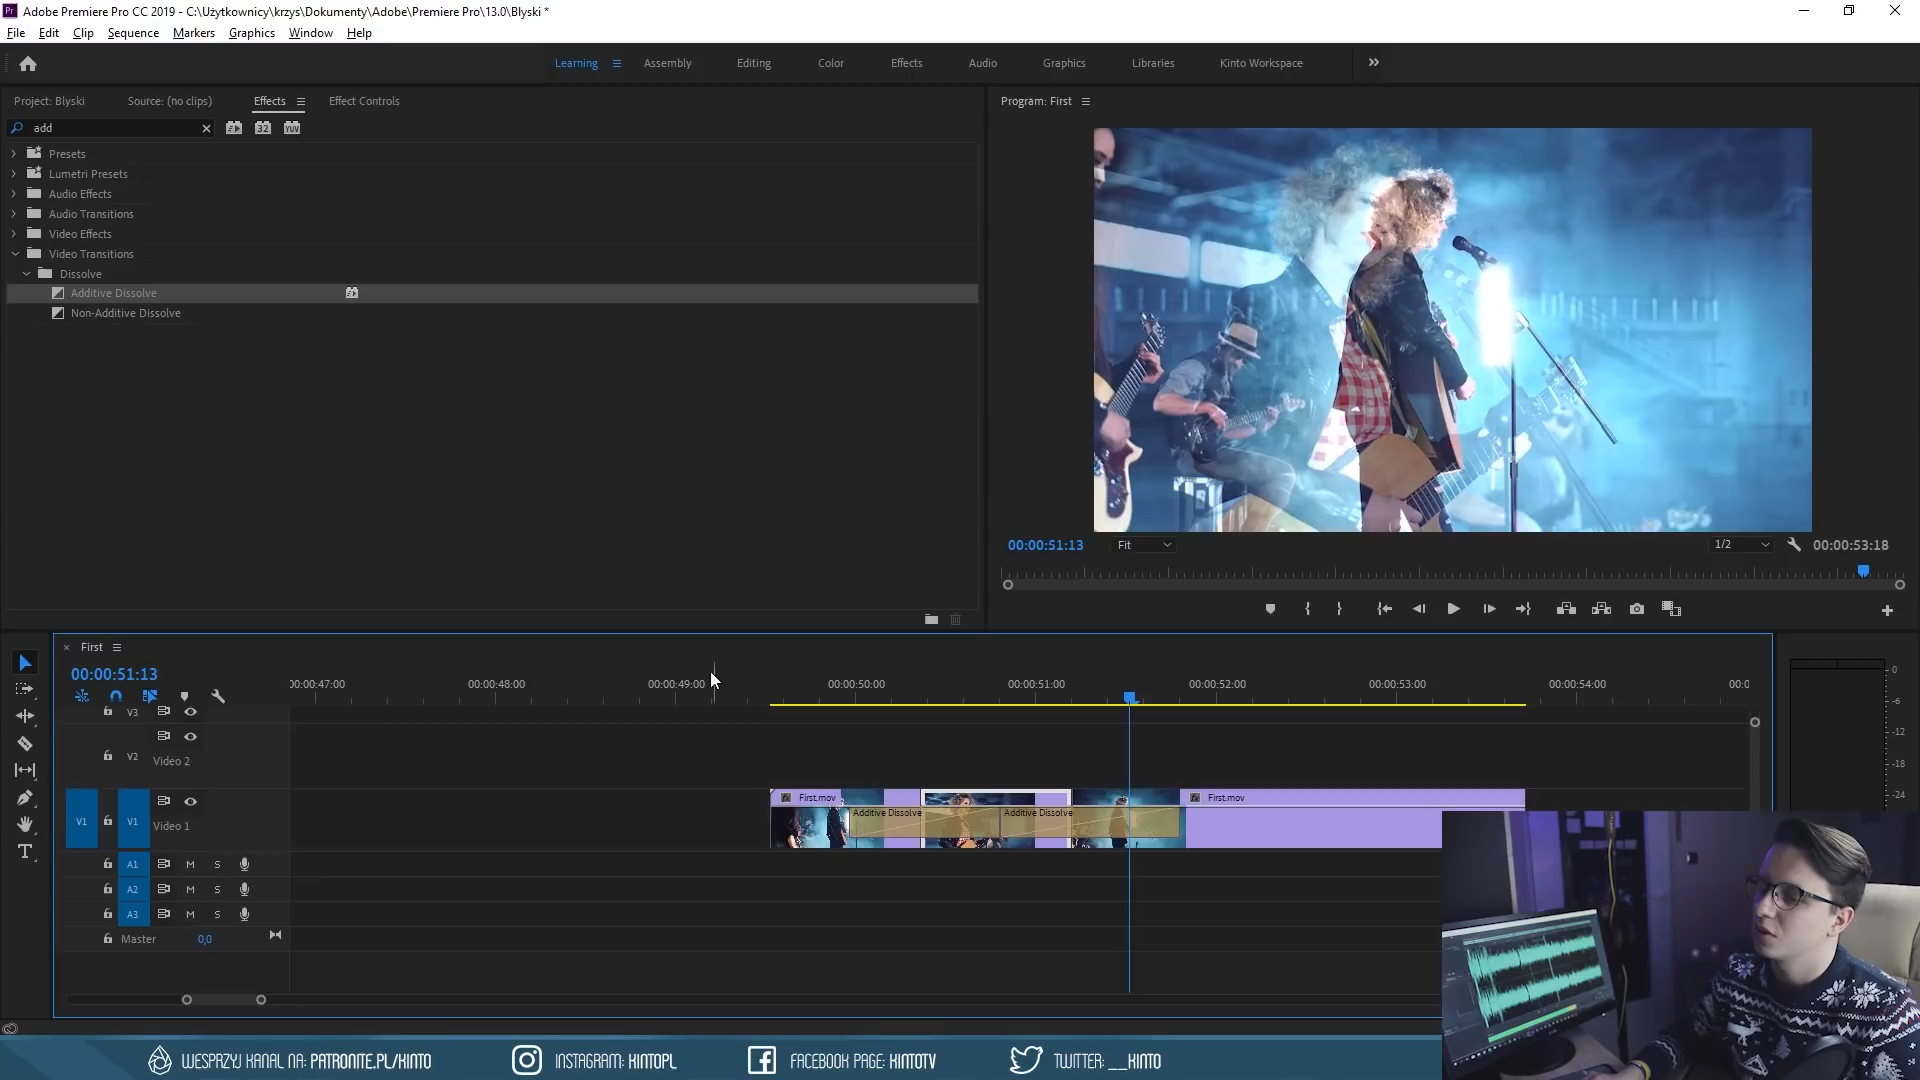 Adobe Premiere Pro CC 2019 - C:\Użytkownicy\krzys\Dokumenty\Adobe\Premiere Pro\13.0\Blyski *
File Edit Clip Sequence Markers Graphics Window Help
Learning Assembly Editing Color Effects Audio Graphics Libraries Kinto Workspace
Project: Blyski Source: (no clips) Effects Effect Controls
Program: First
add
32
YUV
Presets
Lumetri Presets
Audio Effects
Audio Transitions
Video Effects
Video Transitions
Dissolve
Additive Dissolve
Non-Additive Dissolve
00:00:51:13 Fit 1/2 00:00:53:18
First
00:00:51:13
00:00:47:00 00:00:48:00 00:00:49:00 00:00:50:00 00:00:51:00 00:00:52:00 00:00:53:00 00:00:54:00 00:0
V3
V2 Video 2
V1 V1 Video 1
fx First.mov fx First.mov
Additive Dissolve Additive Dissolve
A1 M S
A2 M S
A3 M S
Master 0,0
0
-6
-12
-18
-24
WESPRZYJ KANAŁ NA: PATRONITE.PL/KINTO INSTAGRAM: KINTOPL FACEBOOK PAGE: KINTOTV TWITTER: __KINTO